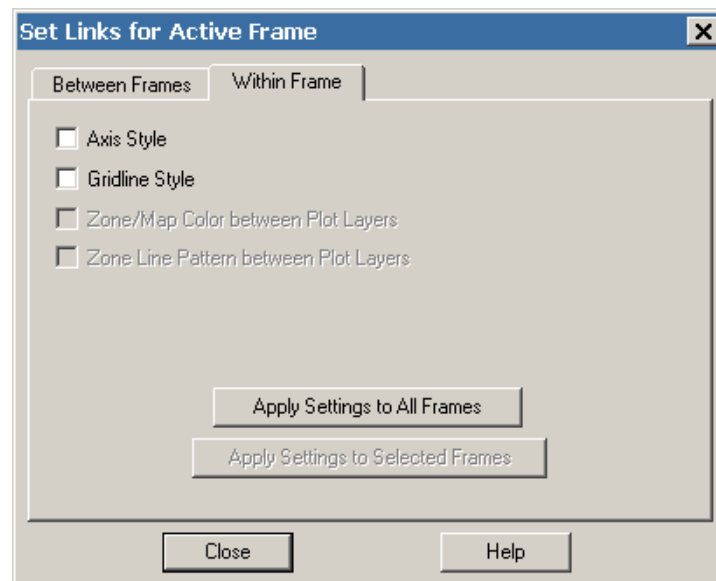 Set Links for Active Frame
Between Frames Within Frame
Axis Style
Gridline Style
Zone/Map Color between Plot Layers
Zone Line Pattern between Plot Layers
Apply Settings to All Frames
Apply Settings to Selected Frames
Close Help